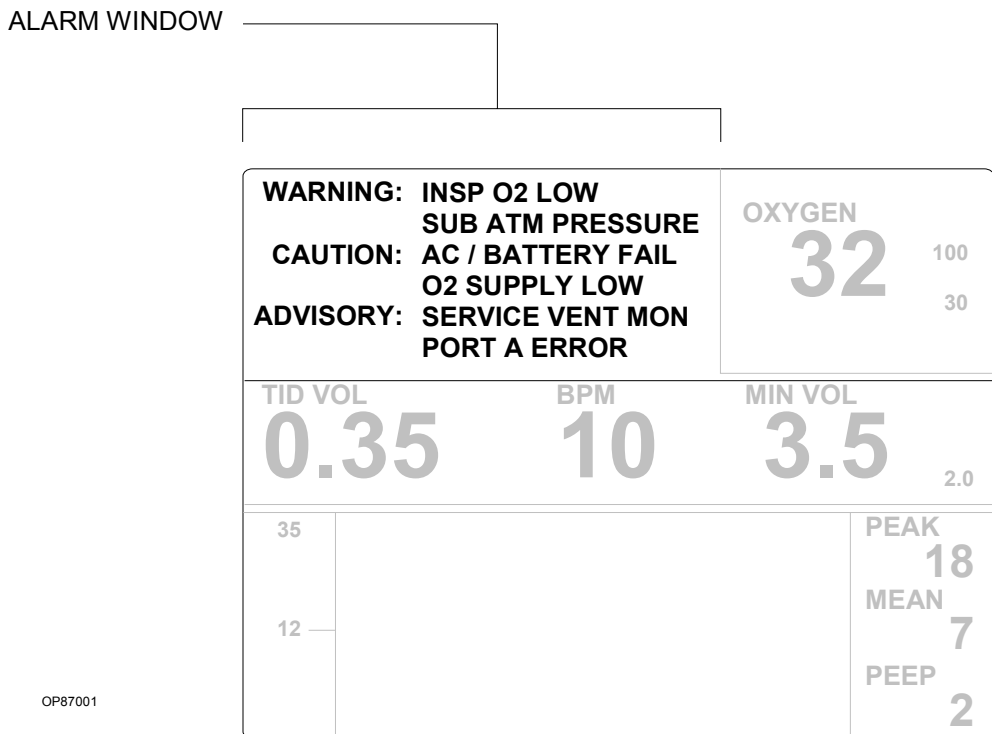 ALARM WINDOW
WARNING: INSP O2 LOW
SUB ATM PRESSURE
CAUTION: AC / BATTERY FAIL
O2 SUPPLY LOW
ADVISORY: SERVICE VENT MON
PORT A ERROR
OXYGEN
32
100
30
TID VOL
0.35
BPM
10
MIN VOL
3.5
2.0
35
12
PEAK
18
MEAN
7
PEEP
2
OP87001